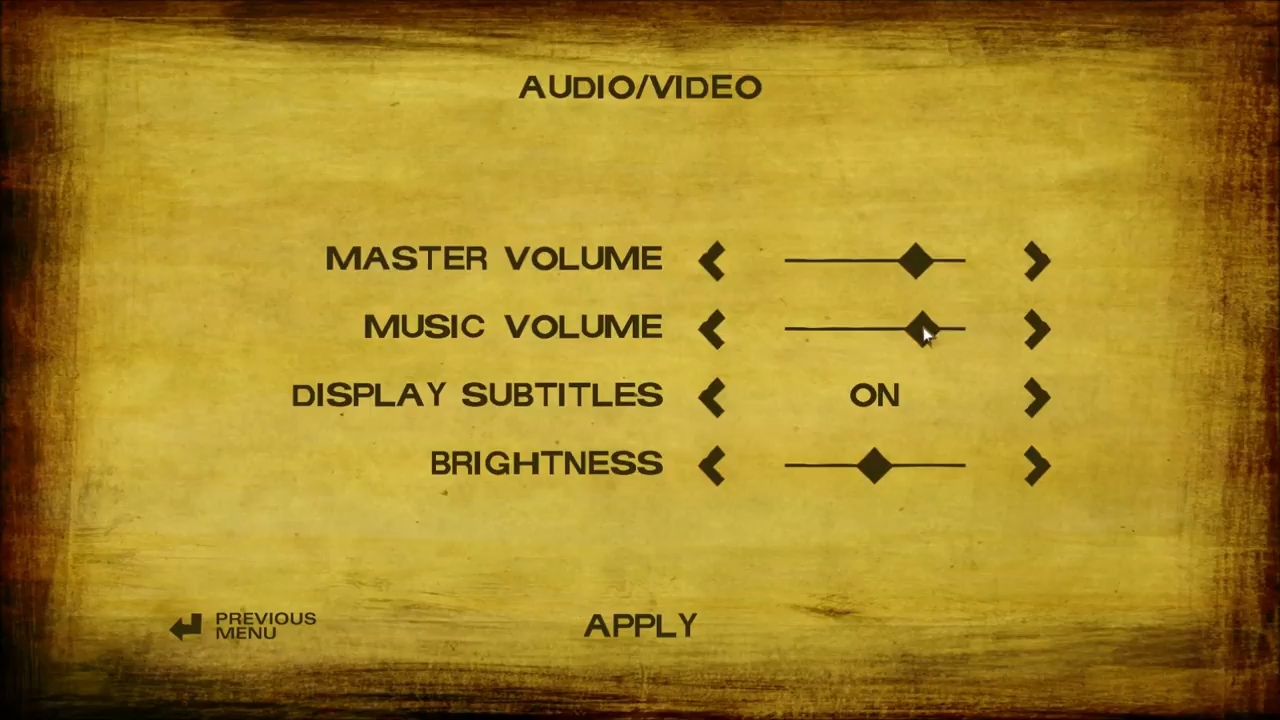 AUDIO/VIDEO
MASTER VOLUME
MUSIC VOLUME
DISPLAY SUBTITLES ON
BRIGHTNESS
PREVIOUS
MENU
APPLY